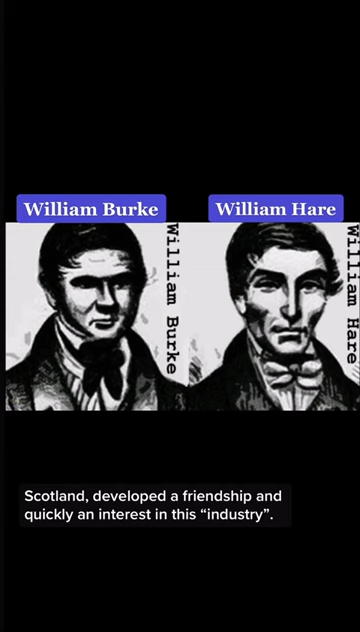 William Burke
William Hare
William Burke
William Hare
Scotland, developed a friendship and
quickly an interest in this “industry”.